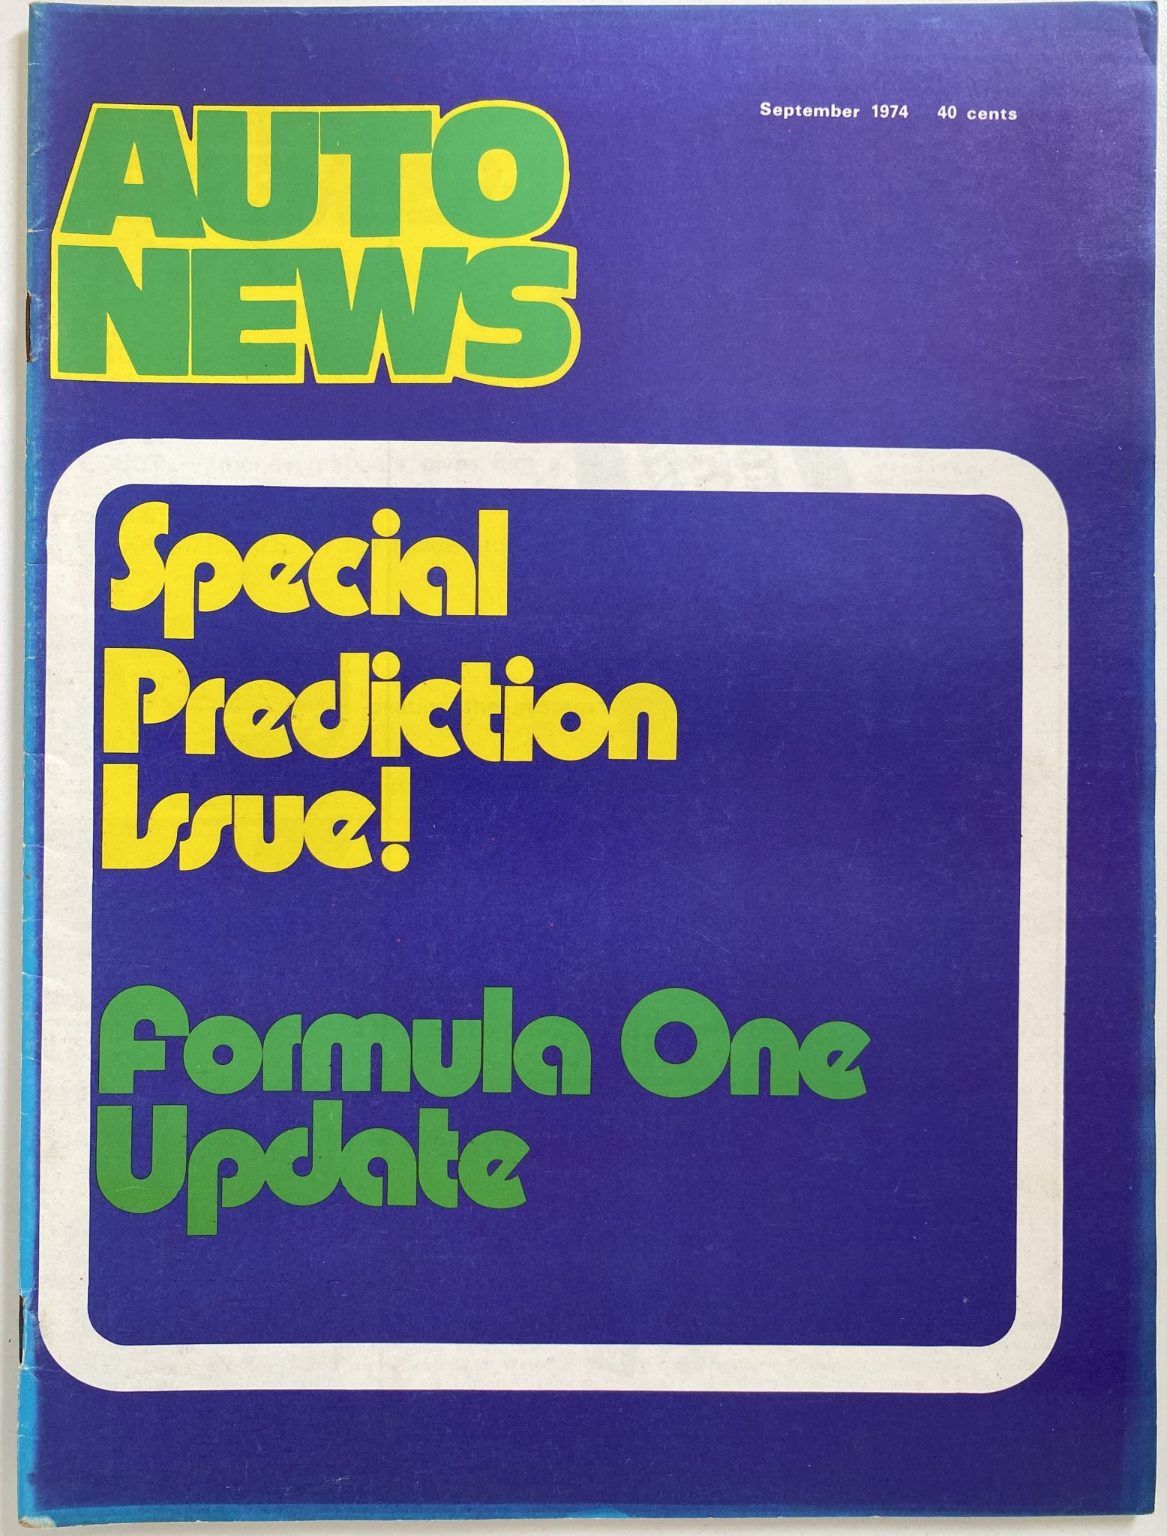 AUTO
NEWS
September 1974 40 cents
Special
Prediction
Issue!
Formula One
Update